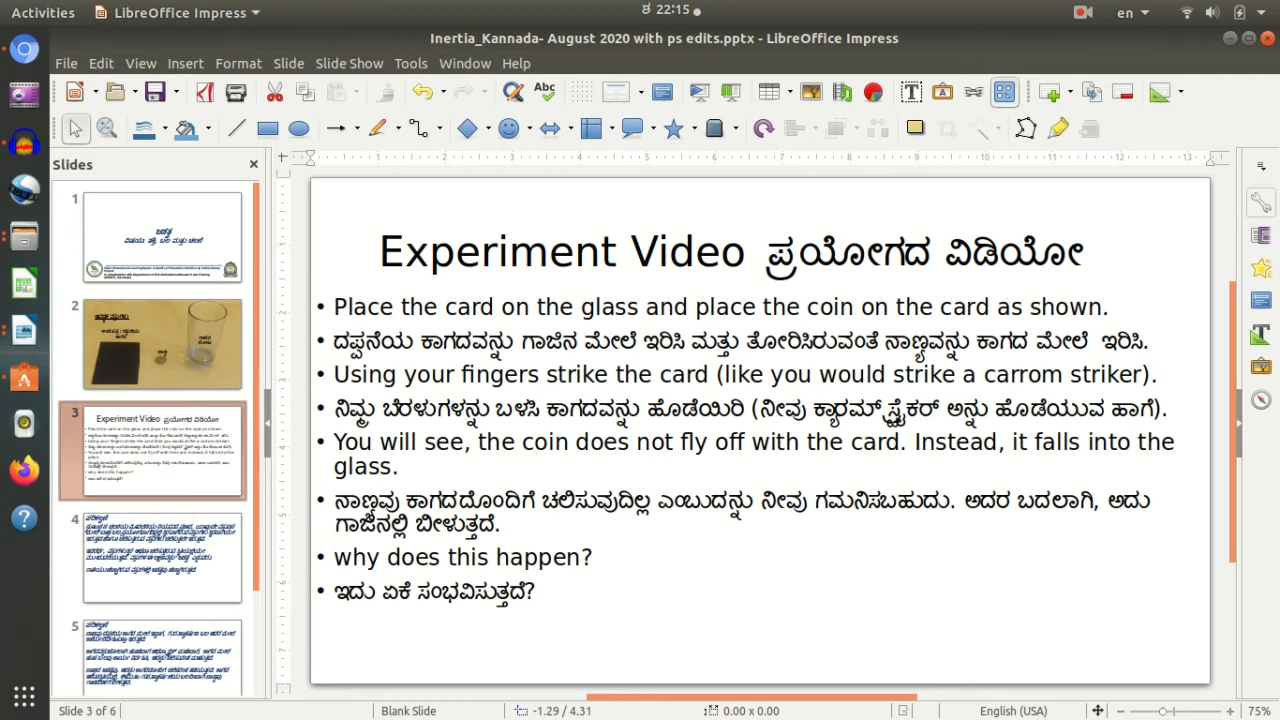 Activities LibreOffice Impress ಶ 22:15 en
Inertia_Kannada- August 2020 with ps edits.pptx - LibreOffice Impress
File Edit View Insert Format Slide Slide Show Tools Window Help
Slides
1
2
3
4
5
Experiment Video ಪ್ರಯೋಗದ ವಿಡಿಯೋ
• Place the card on the glass and place the coin on the card as shown.
• ದಪ್ಪನೆಯ ಕಾಗದವನ್ನು ಗಾಜಿನ ಮೇಲೆ ಇರಿಸಿ ಮತ್ತು ತೋರಿಸಿರುವಂತೆ ನಾಣ್ಯವನ್ನು ಕಾಗದ ಮೇಲೆ ಇರಿಸಿ.
• Using your fingers strike the card (like you would strike a carrom striker).
• ನಿಮ್ಮ ಬೆರಳುಗಳನ್ನು ಬಳಸಿ ಕಾಗದವನ್ನು ಹೊಡೆಯಿರಿ (ನೀವು ಕ್ಯಾರಮ್ ಸ್ಟ್ರೈಕರ್ ಅನ್ನು ಹೊಡೆಯುವ ಹಾಗೆ).
• You will see, the coin does not fly off with the card. Instead, it falls into the
glass.
• ನಾಣ್ಯವು ಕಾಗದದೊಂದಿಗೆ ಚಲಿಸುವುದಿಲ್ಲ ಎಂಬುದನ್ನು ನೀವು ಗಮನಿಸಬಹುದು. ಅದರ ಬದಲಾಗಿ, ಅದು
ಗಾಜಿನಲ್ಲಿ ಬೀಳುತ್ತದೆ.
• why does this happen?
• ಇದು ಏಕೆ ಸಂಭವಿಸುತ್ತದೆ?
Slide 3 of 6 Blank Slide -1.29 / 4.31 0.00 x 0.00 English (USA) 75%